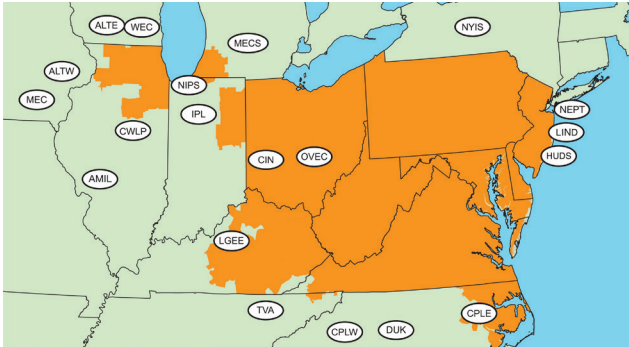 ALTE
WEC
MECS
NYIS
ALTW
NIPS
MEC
IPL
NEPT
CWLP
LIND
CIN
OVEC
HUDS
AMIL
LGEE
TVA
CPLE
CPLW
DUK